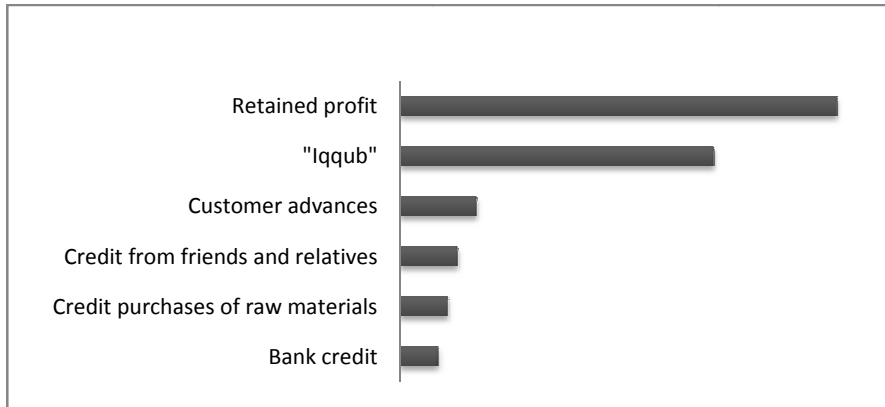 Retained profit
"Iqqub"
Customer advances
Credit from friends and relatives
Credit purchases of raw materials
Bank credit